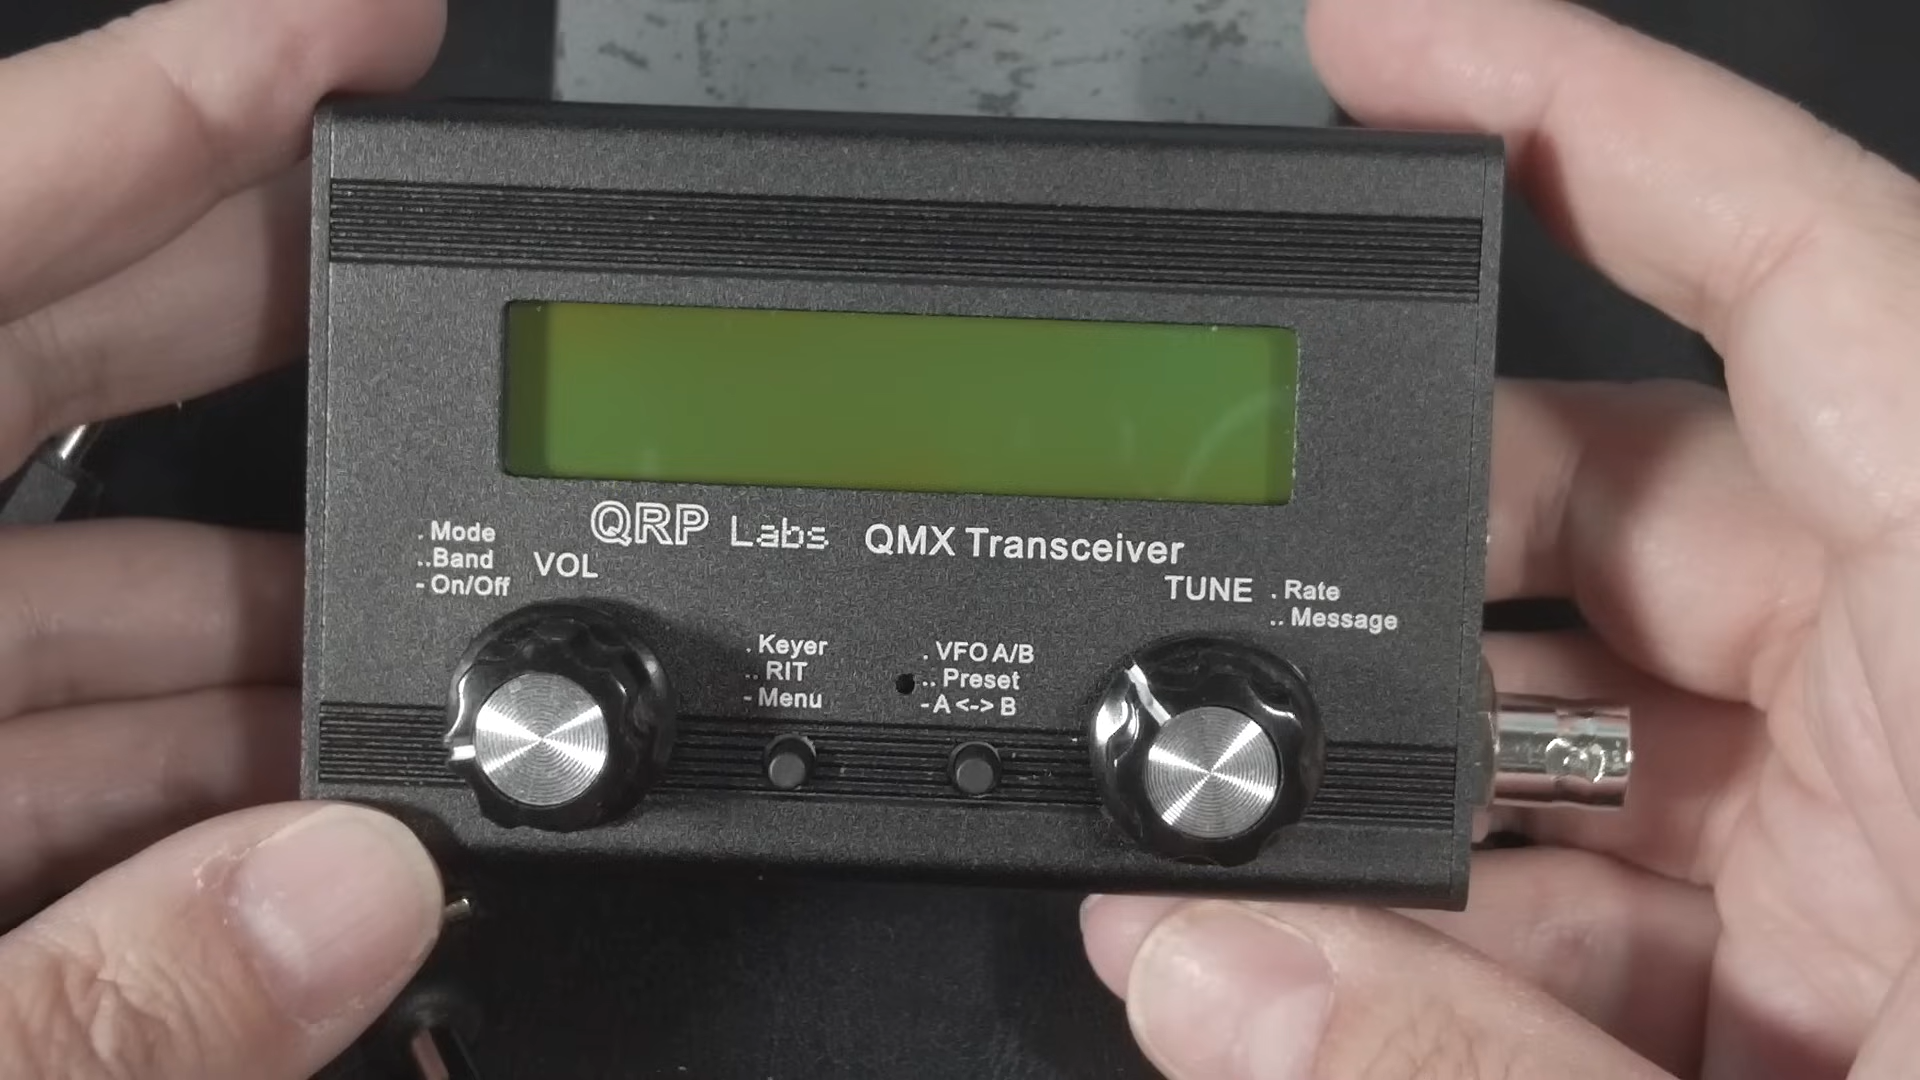 QRP Labs QMX Transceiver
. Mode
..Band
- On/Off
VOL
TUNE
. Rate
.. Message
. Keyer
.. RIT
- Menu
. VFO A/B
.. Preset
- A <-> B